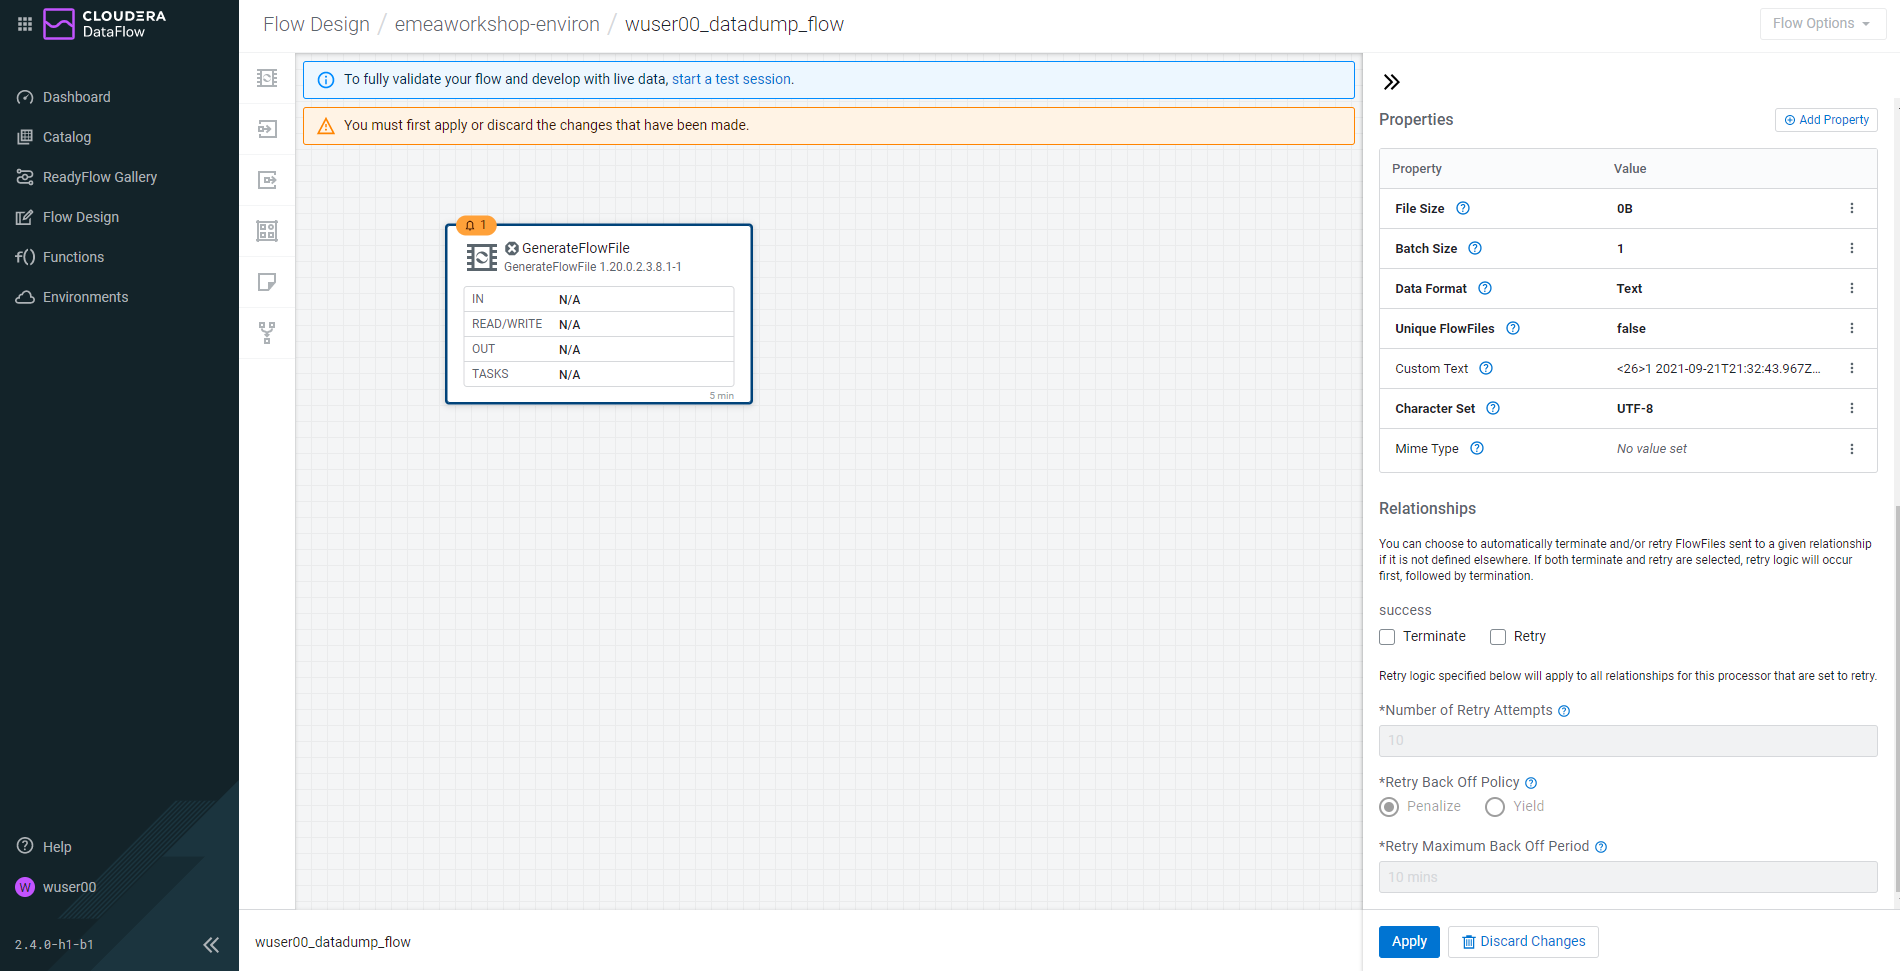 CLOUDERA
DataFlow
Dashboard
Catalog
ReadyFlow Gallery
Flow Design
f() Functions
Environments
Help
W wuser00
2.4.0-h1-b1
Flow Design / emeaworkshop-environ / wuser00_datadump_flow
Flow Options
To fully validate your flow and develop with live data, start a test session.
You must first apply or discard the changes that have been made.
1
GenerateFlowFile
GenerateFlowFile 1.20.0.2.3.8.1-1
IN N/A
READ/WRITE N/A
OUT N/A
TASKS N/A
5 min
wuser00_datadump_flow
Properties
Add Property
Property Value
File Size 0B
Batch Size 1
Data Format Text
Unique FlowFiles false
Custom Text <26>1 2021-09-21T21:32:43.967Z...
Character Set UTF-8
Mime Type No value set
Relationships
You can choose to automatically terminate and/or retry FlowFiles sent to a given relationship
if it is not defined elsewhere. If both terminate and retry are selected, retry logic will occur
first, followed by termination.
success
Terminate Retry
Retry logic specified below will apply to all relationships for this processor that are set to retry.
*Number of Retry Attempts
10
*Retry Back Off Policy
Penalize Yield
*Retry Maximum Back Off Period
10 mins
Apply Discard Changes